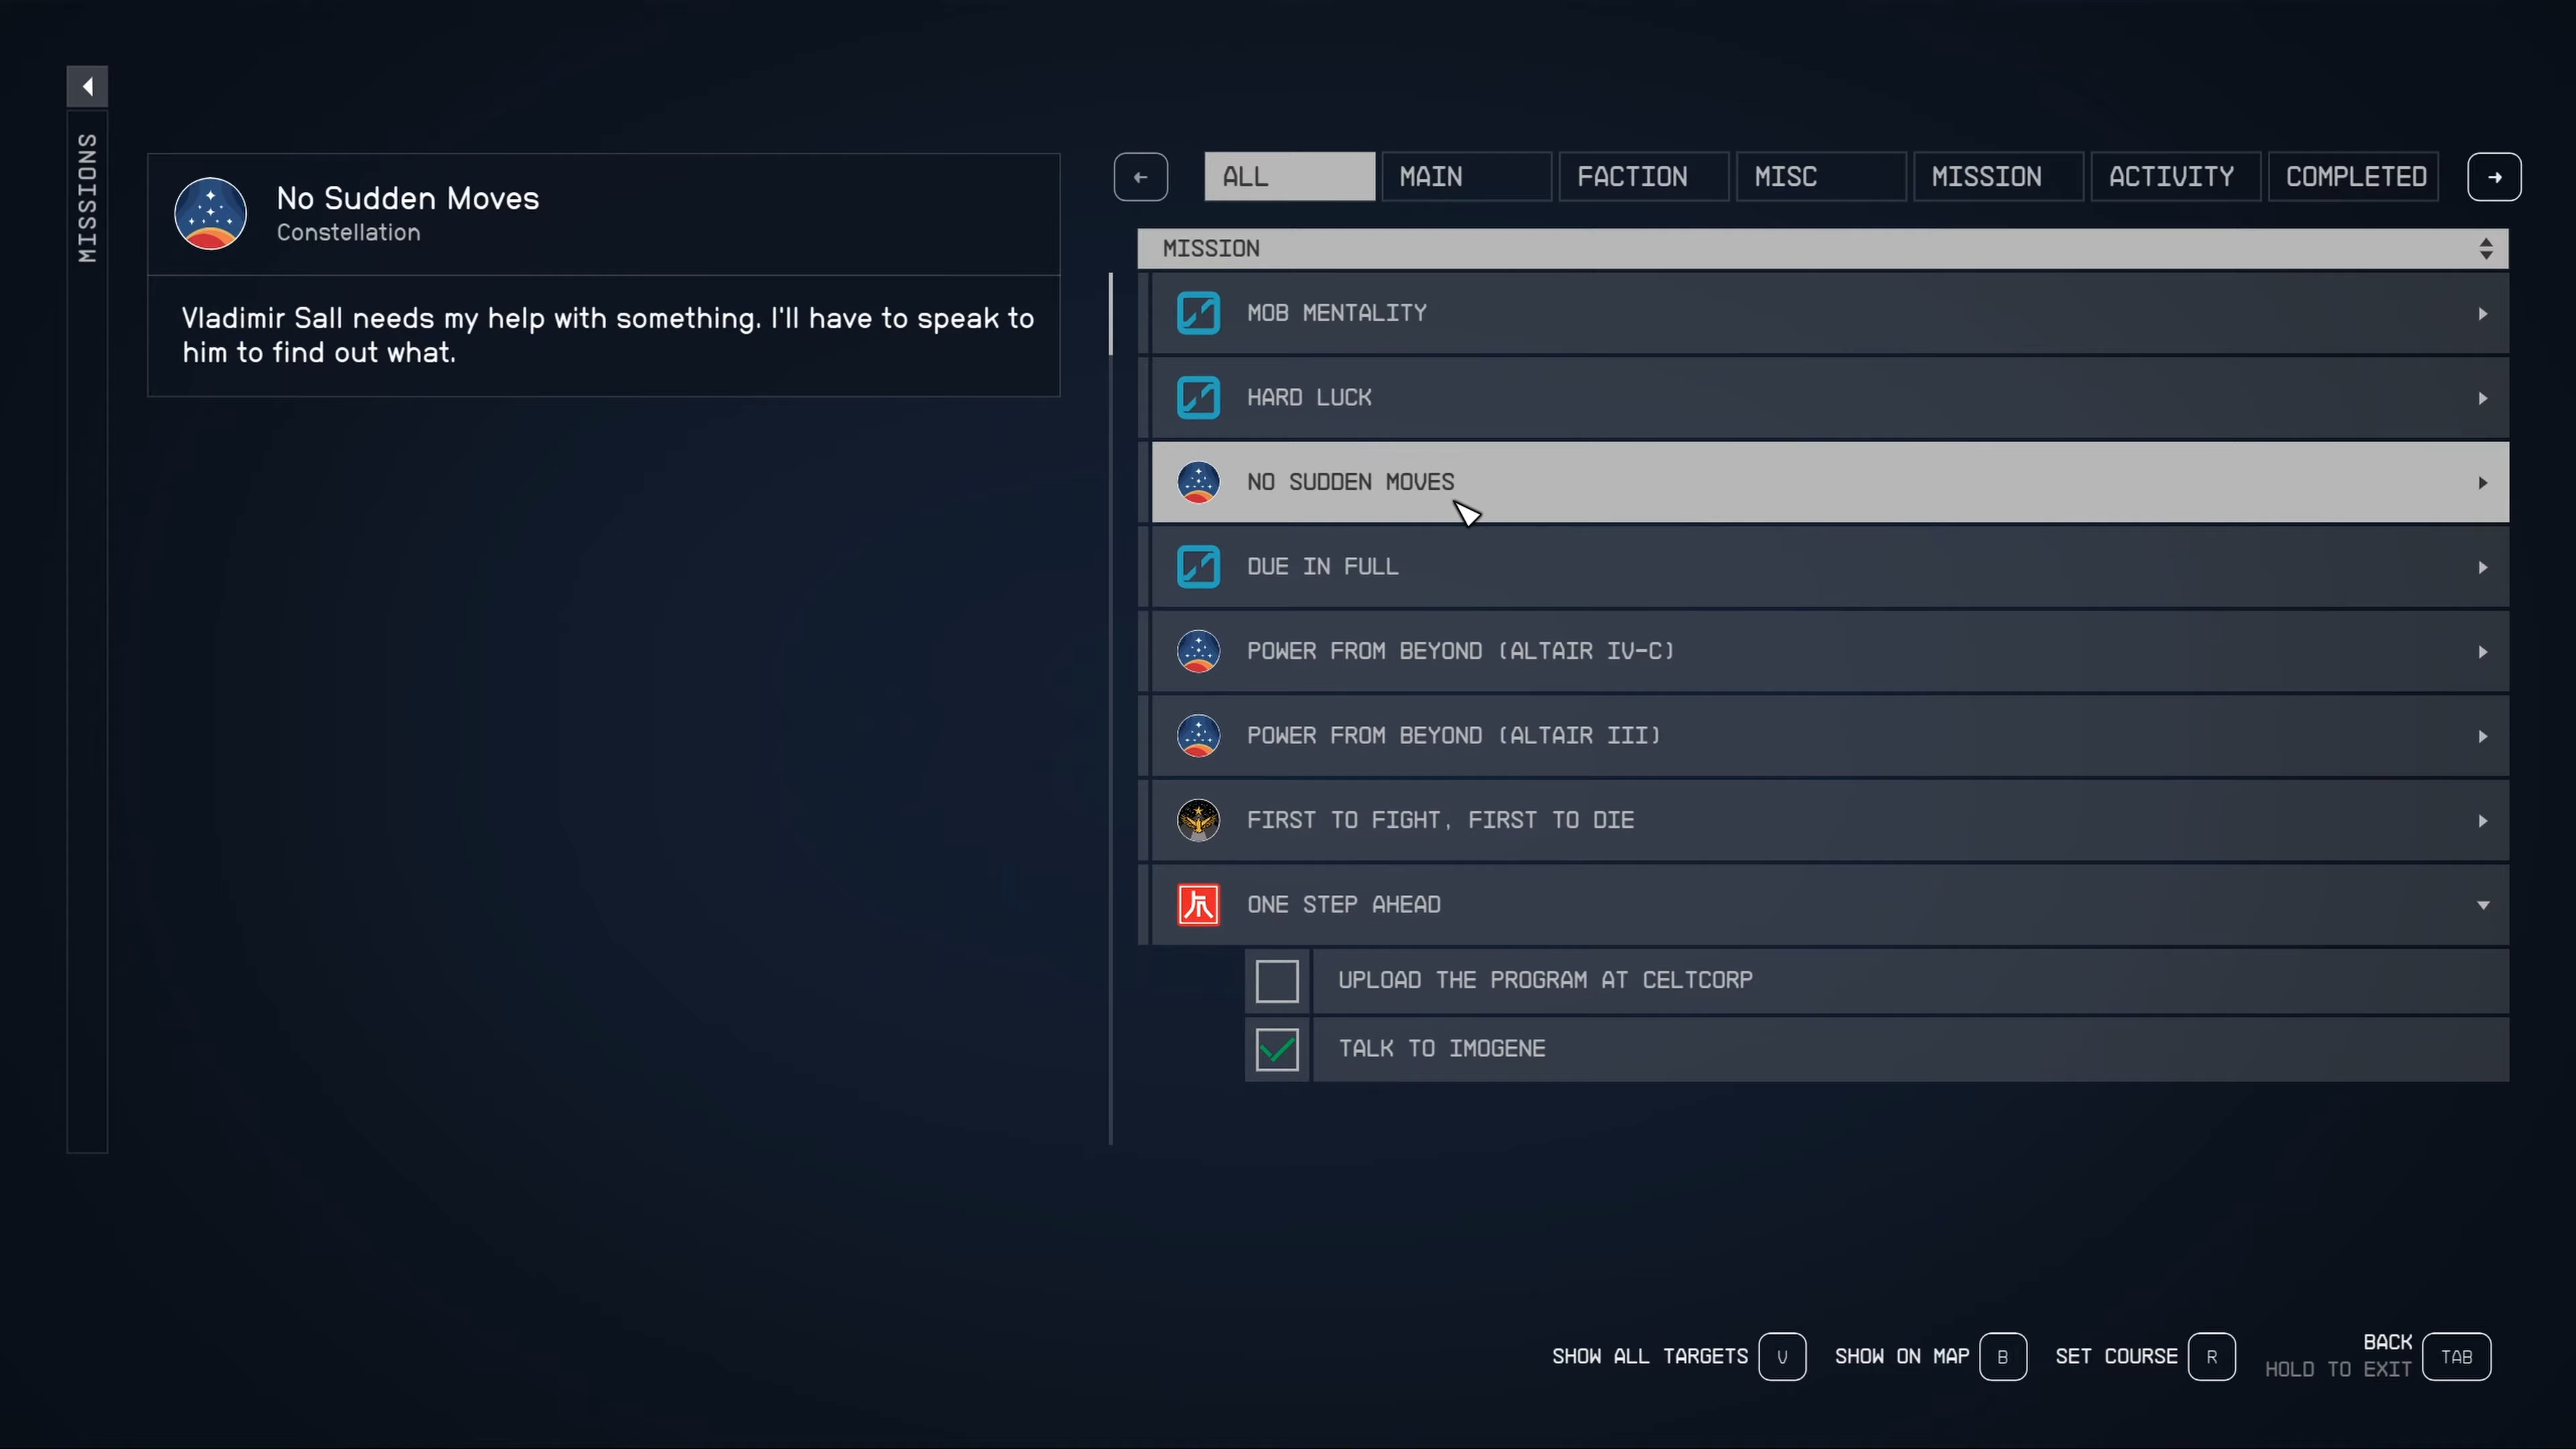 MISSIONS
No Sudden Moves
Constellation
Vladimir Sall needs my help with something. I'll have to speak to
him to find out what.
ALL
MAIN
FACTION
MISC
MISSION
ACTIVITY
COMPLETED
MISSION
MOB MENTALITY
HARD LUCK
NO SUDDEN MOVES
DUE IN FULL
POWER FROM BEYOND (ALTAIR IV-C)
POWER FROM BEYOND (ALTAIR III)
FIRST TO FIGHT, FIRST TO DIE
ONE STEP AHEAD
UPLOAD THE PROGRAM AT CELTCORP
TALK TO IMOGENE
SHOW ALL TARGETS V
SHOW ON MAP B
SET COURSE R
BACK
HOLD TO EXIT
TAB